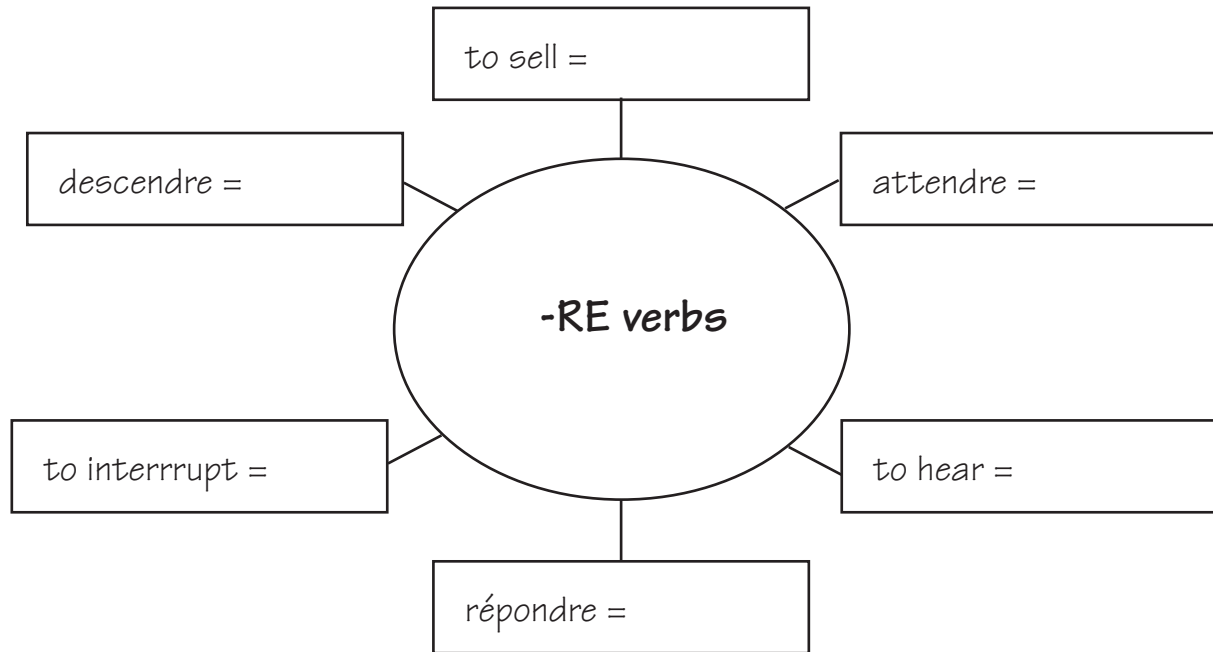 to sell =
descendre =
attendre =
-RE verbs
to interrrupt =
to hear =
répondre =